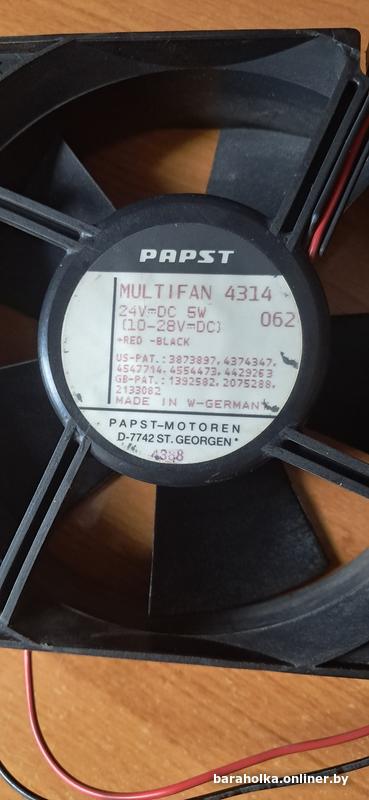 PAPST
MULTIFAN 4314
24V⎓DC 5W
062
(10-28V⎓DC)
+RED -BLACK
US-PAT.: 3873897, 4374347,
4547714, 4554473, 4429263
GB-PAT.: 1392582, 2075288,
2133082
MADE IN W-GERMANY
PAPST-MOTOREN
D-7742 ST. GEORGEN
4388
baraholka.onliner.by